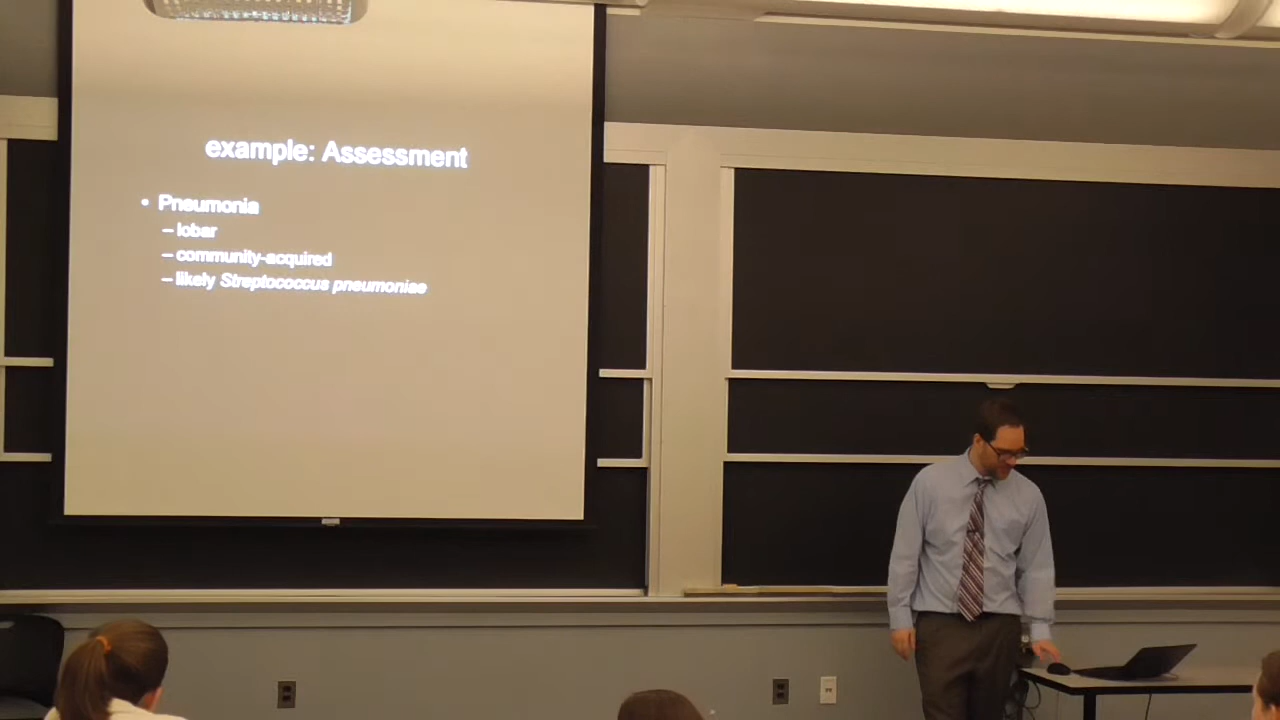 example: Assessment
• Pneumonia
– lobar
– community-acquired
– likely Streptococcus pneumoniae